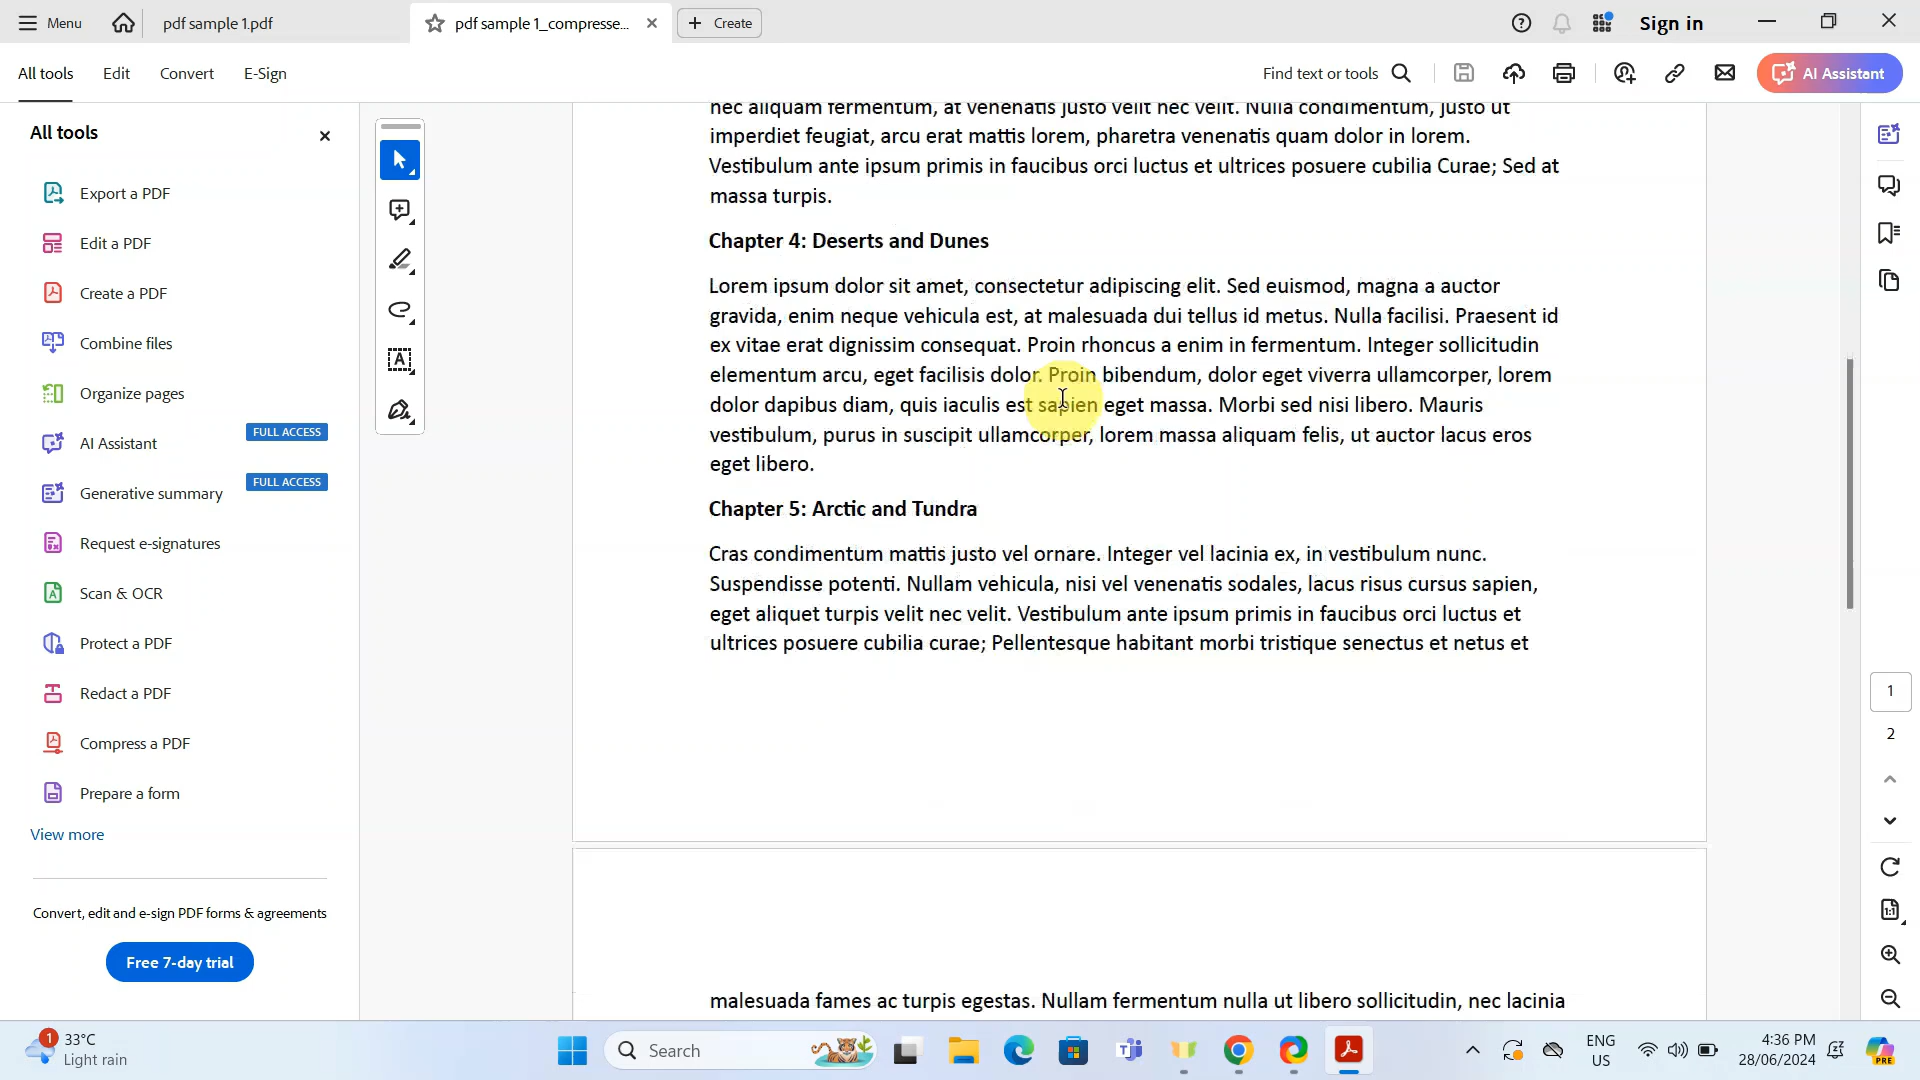 Menu
pdf sample 1.pdf
pdf sample 1_compresse...
Create
Sign in
All tools
Edit
Convert
E-Sign
Find text or tools
AI Assistant
All tools
Export a PDF
Edit a PDF
Create a PDF
Combine files
Organize pages
AI Assistant
FULL ACCESS
Generative summary
FULL ACCESS
Request e-signatures
Scan & OCR
Protect a PDF
Redact a PDF
Compress a PDF
Prepare a form
View more
Convert, edit and e-sign PDF forms & agreements
Free 7-day trial
nec aliquam fermentum, at venenatis justo velit nec velit. Nulla condimentum, justo ut
imperdiet feugiat, arcu erat mattis lorem, pharetra venenatis quam dolor in lorem.
Vestibulum ante ipsum primis in faucibus orci luctus et ultrices posuere cubilia Curae; Sed at
massa turpis.
Chapter 4: Deserts and Dunes
Lorem ipsum dolor sit amet, consectetur adipiscing elit. Sed euismod, magna a auctor
gravida, enim neque vehicula est, at malesuada dui tellus id metus. Nulla facilisi. Praesent id
ex vitae erat dignissim consequat. Proin rhoncus a enim in fermentum. Integer sollicitudin
elementum arcu, eget facilisis dolor. Proin bibendum, dolor eget viverra ullamcorper, lorem
dolor dapibus diam, quis iaculis est sapien eget massa. Morbi sed nisi libero. Mauris
vestibulum, purus in suscipit ullamcorper, lorem massa aliquam felis, ut auctor lacus eros
eget libero.
Chapter 5: Arctic and Tundra
Cras condimentum mattis justo vel ornare. Integer vel lacinia ex, in vestibulum nunc.
Suspendisse potenti. Nullam vehicula, nisi vel venenatis sodales, lacus risus cursus sapien,
eget aliquet turpis velit nec velit. Vestibulum ante ipsum primis in faucibus orci luctus et
ultrices posuere cubilia curae; Pellentesque habitant morbi tristique senectus et netus et
malesuada fames ac turpis egestas. Nullam fermentum nulla ut libero sollicitudin, nec lacinia
1
2
1
33°C
Light rain
Search
ENG
US
4:36 PM
28/06/2024
PRE